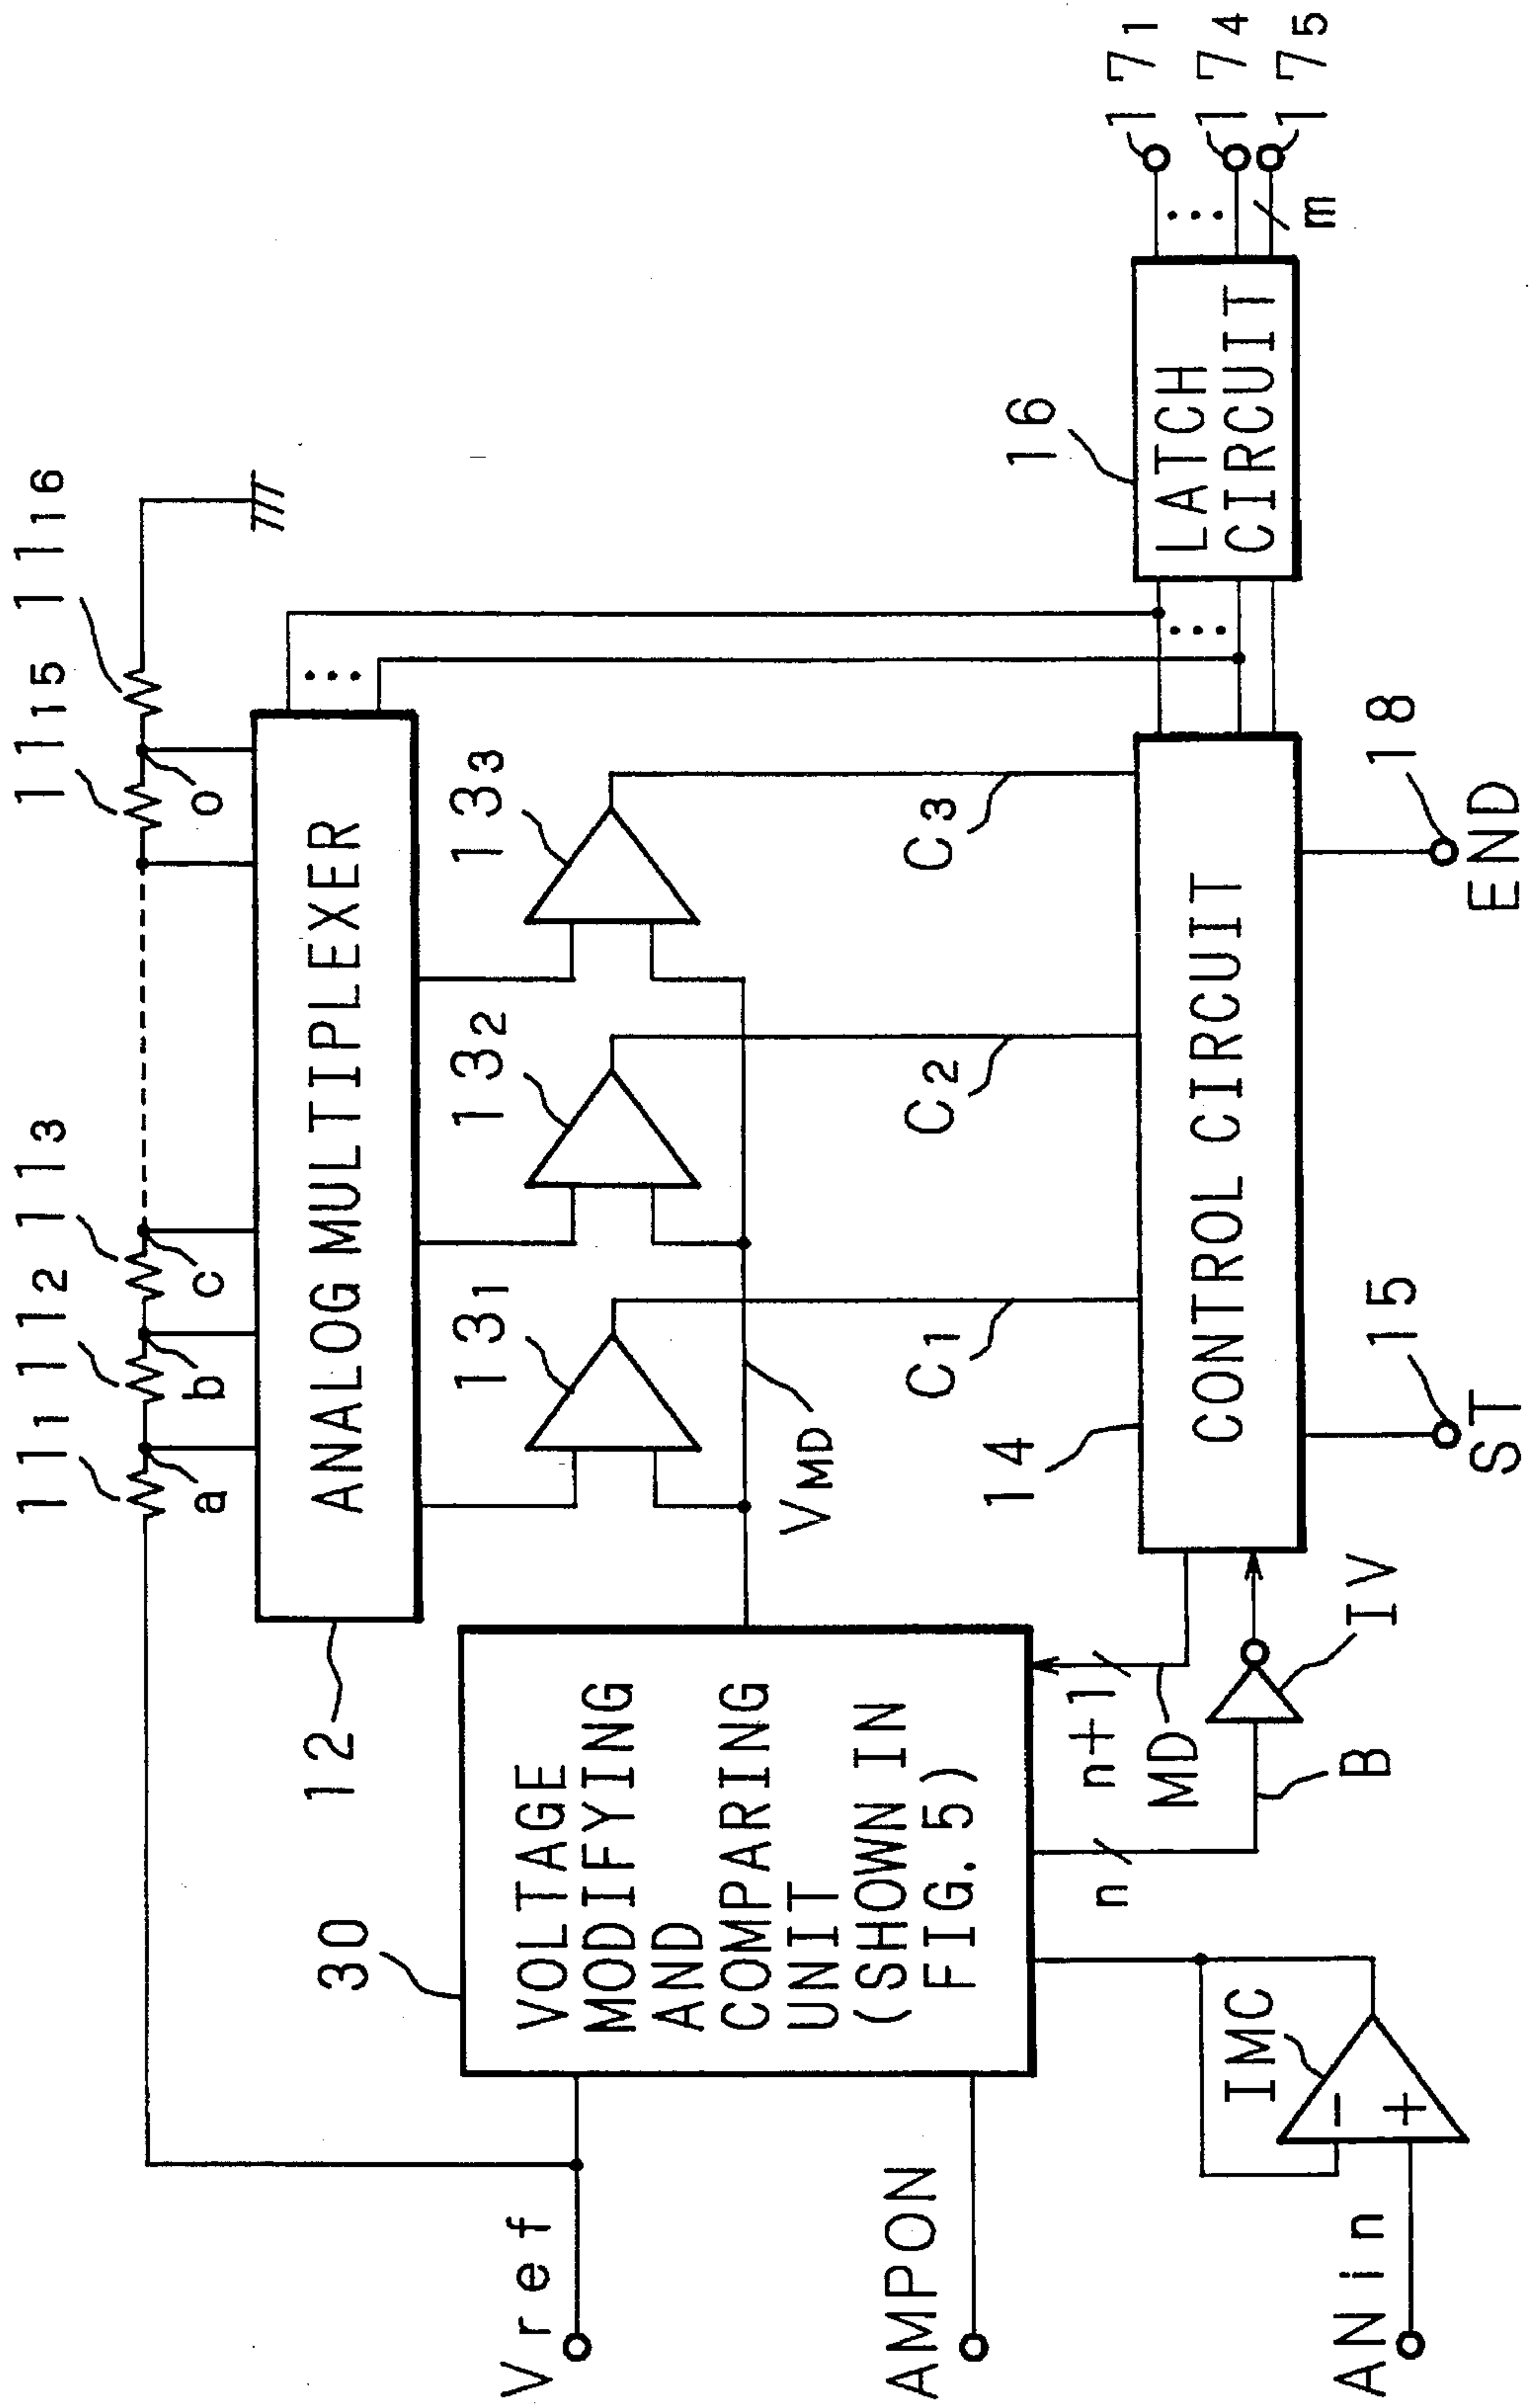 11₁
11₂
11₃
11₁₅
11₁₆
a
b
c
o
12
ANALOG MULTIPLEXER
30
VOLTAGE
MODIFYING
AND
COMPARING
UNIT
(SHOWN IN
FIG. 5)
13₁
13₂
13₃
V_MD
C₁
C₂
C₃
Vref
AMPON
ANin
IMC
−
+
n
n+1
MD
B
IV
14
CONTROL CIRCUIT
15
ST
18
END
16
LATCH
CIRCUIT
17₁
17₄
17₅
m